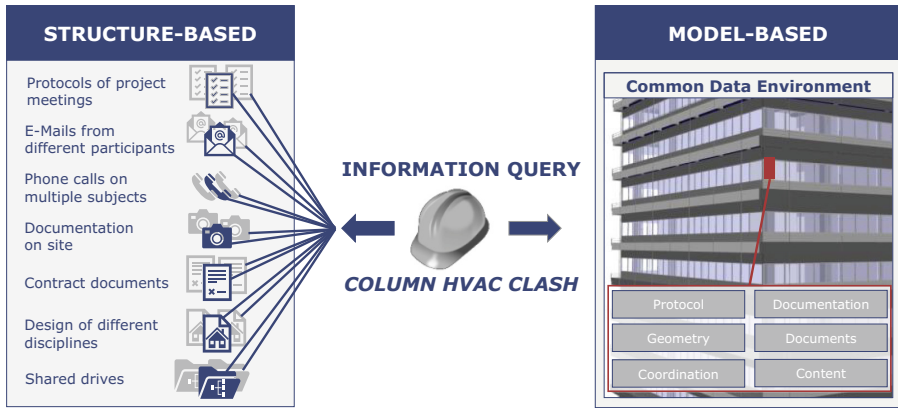 STRUCTURE-BASED
Protocols of project
meetings
E-Mails from
different participants
Phone calls on
multiple subjects
Documentation
on site
Contract documents
Design of different
disciplines
Shared drives
INFORMATION QUERY
COLUMN HVAC CLASH
MODEL-BASED
Common Data Environment
Protocol
Documentation
Geometry
Documents
Coordination
Content